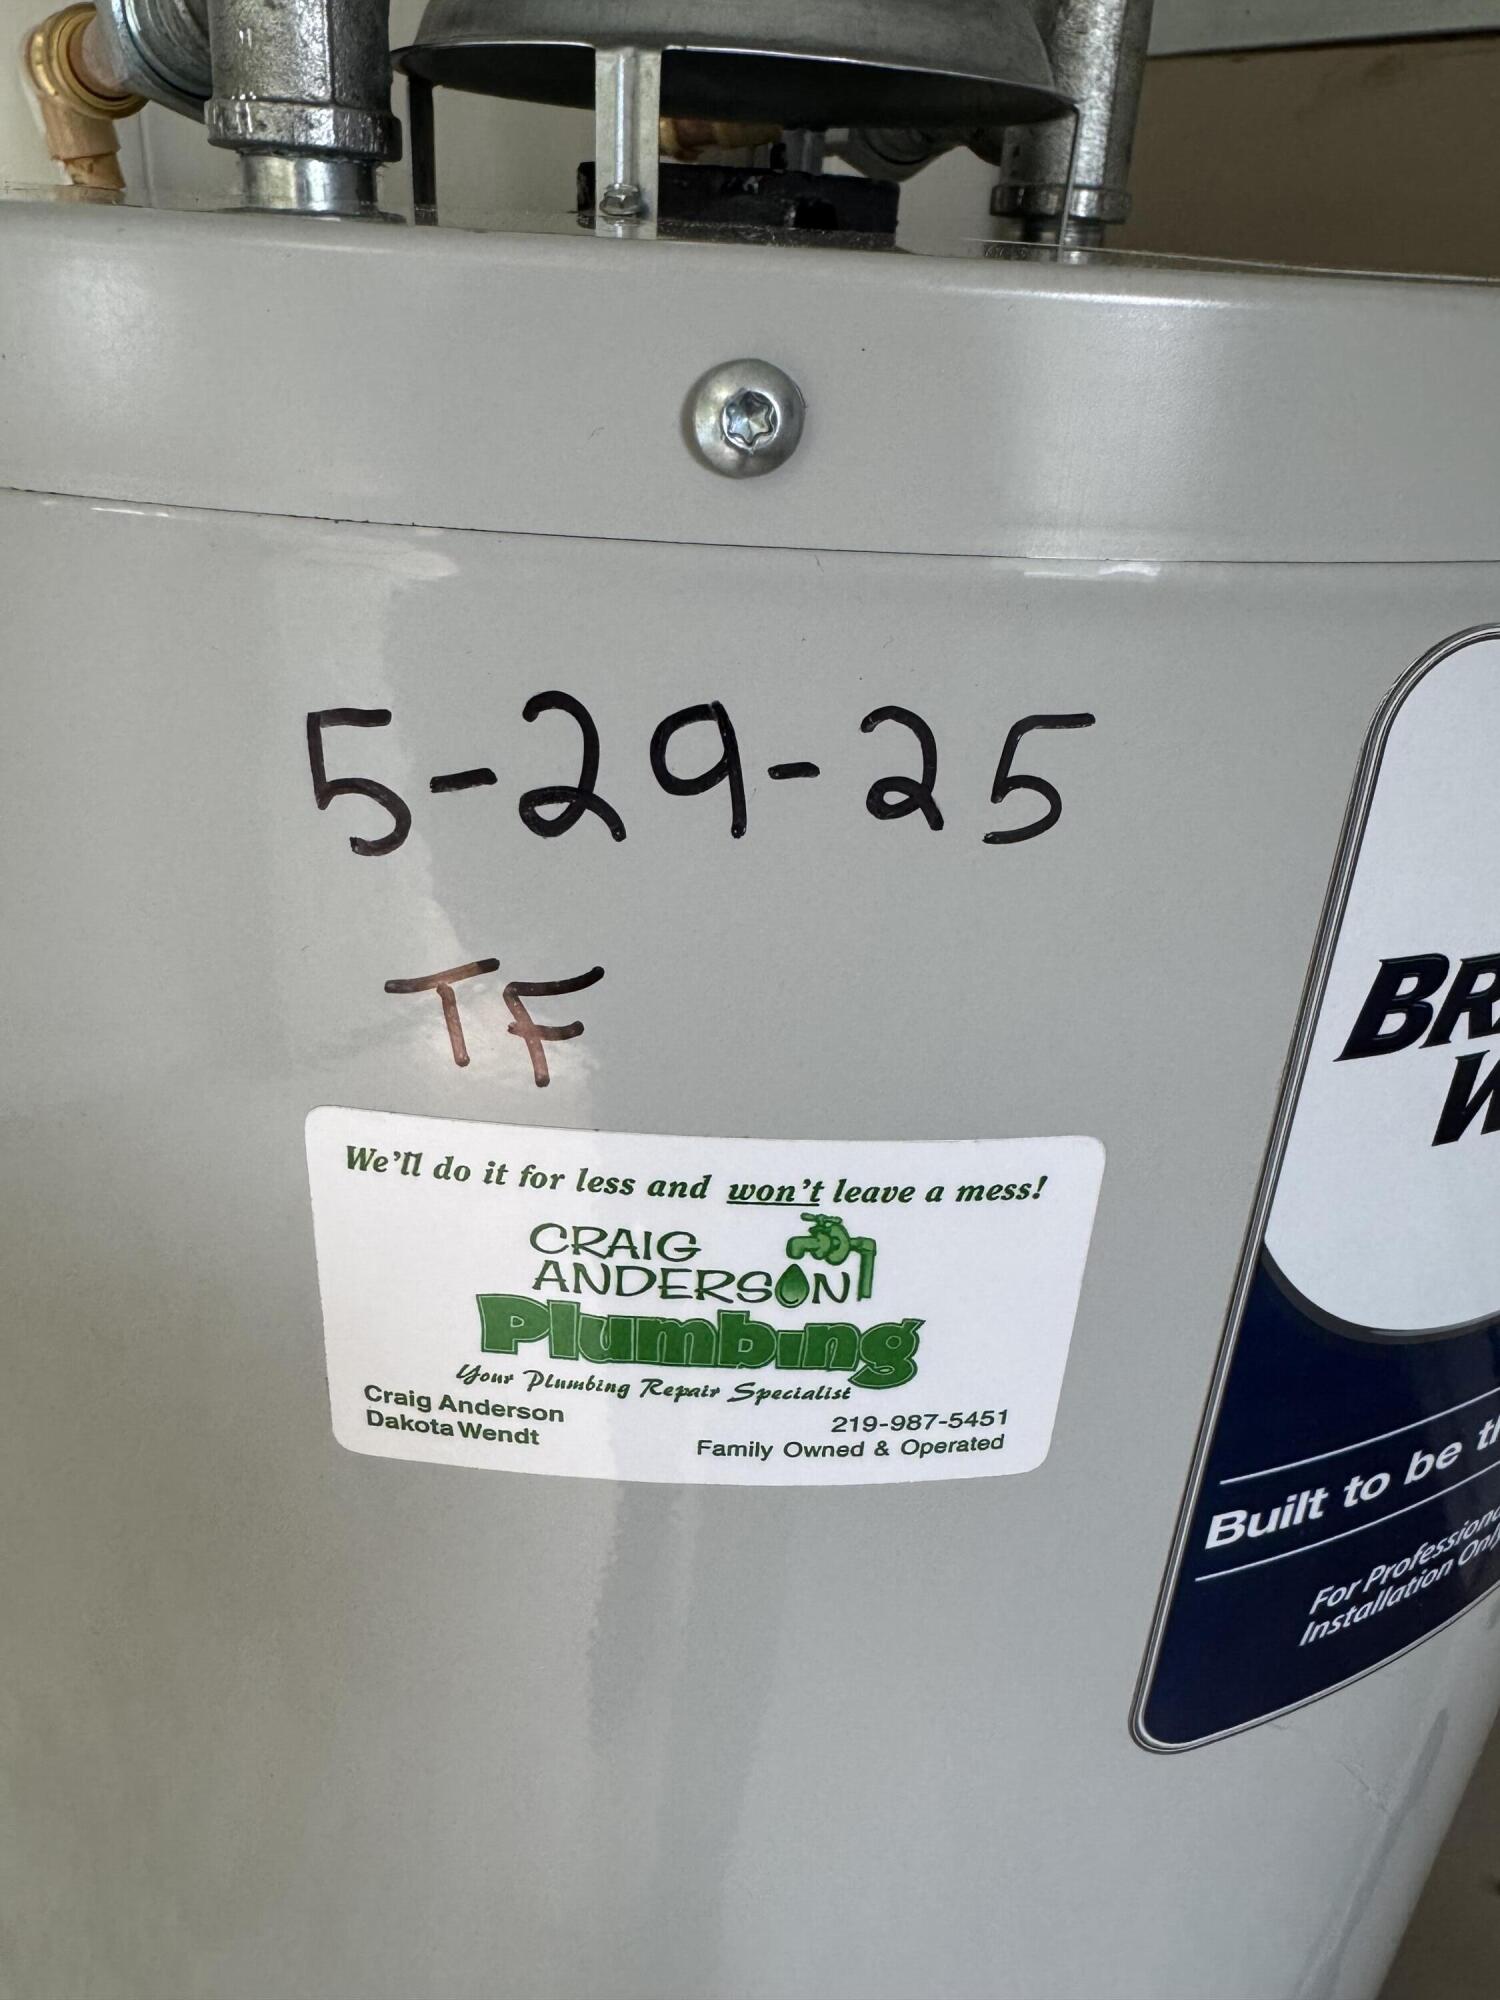 5-29-25
TF
We'll do it for less and won't leave a mess!
CRAIG
ANDERSON
Plumbing
Your Plumbing Repair Specialist
Craig Anderson
Dakota Wendt
219-987-5451
Family Owned & Operated
Built to be
For Professional
Installation Only